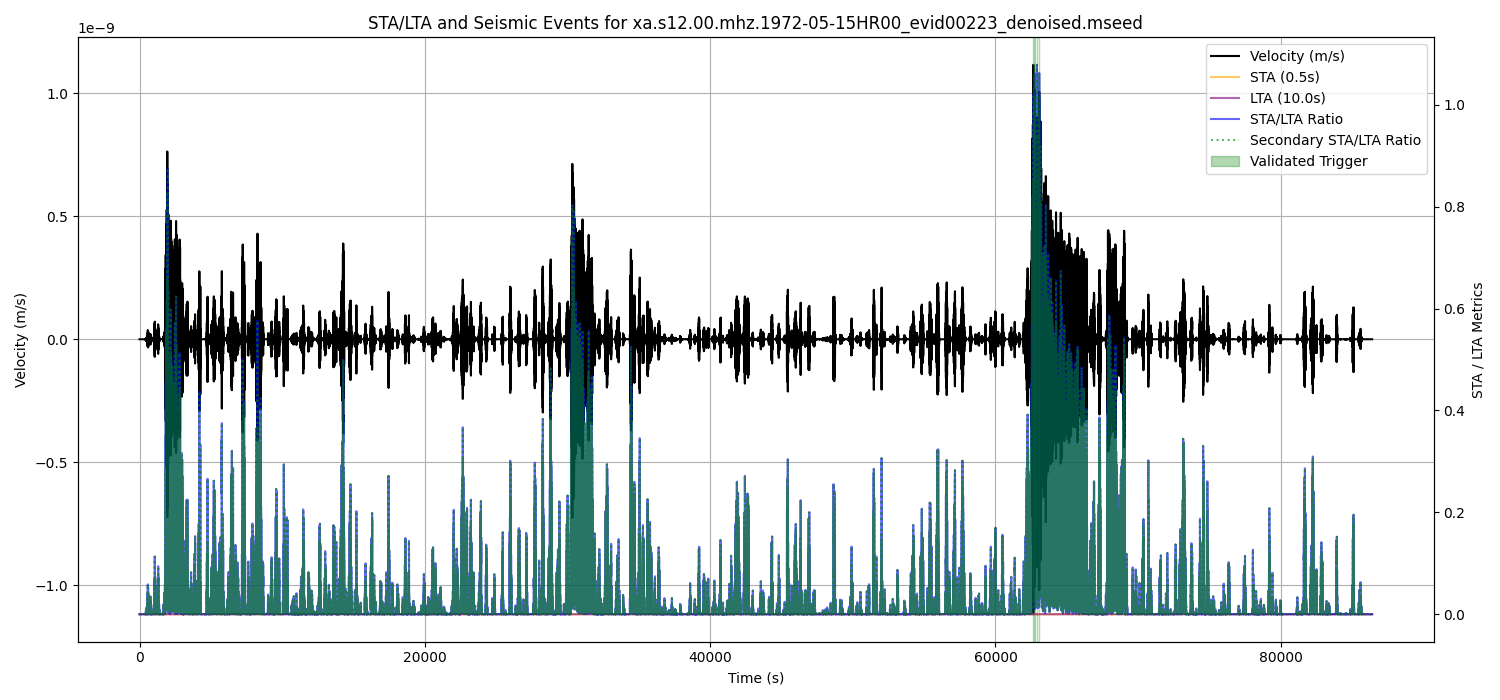 STA/LTA and Seismic Events for xa.s12.00.mhz.1972-05-15HR00_evid00223_denoised.mseed
1e−9
Velocity (m/s)
STA (0.5s)
LTA (10.0s)
STA/LTA Ratio
Secondary STA/LTA Ratio
Validated Trigger
1.0
0.5
0.0
−0.5
−1.0
Velocity (m/s)
1.0
0.8
0.6
0.4
0.2
0.0
STA / LTA Metrics
0
20000
40000
60000
80000
Time (s)